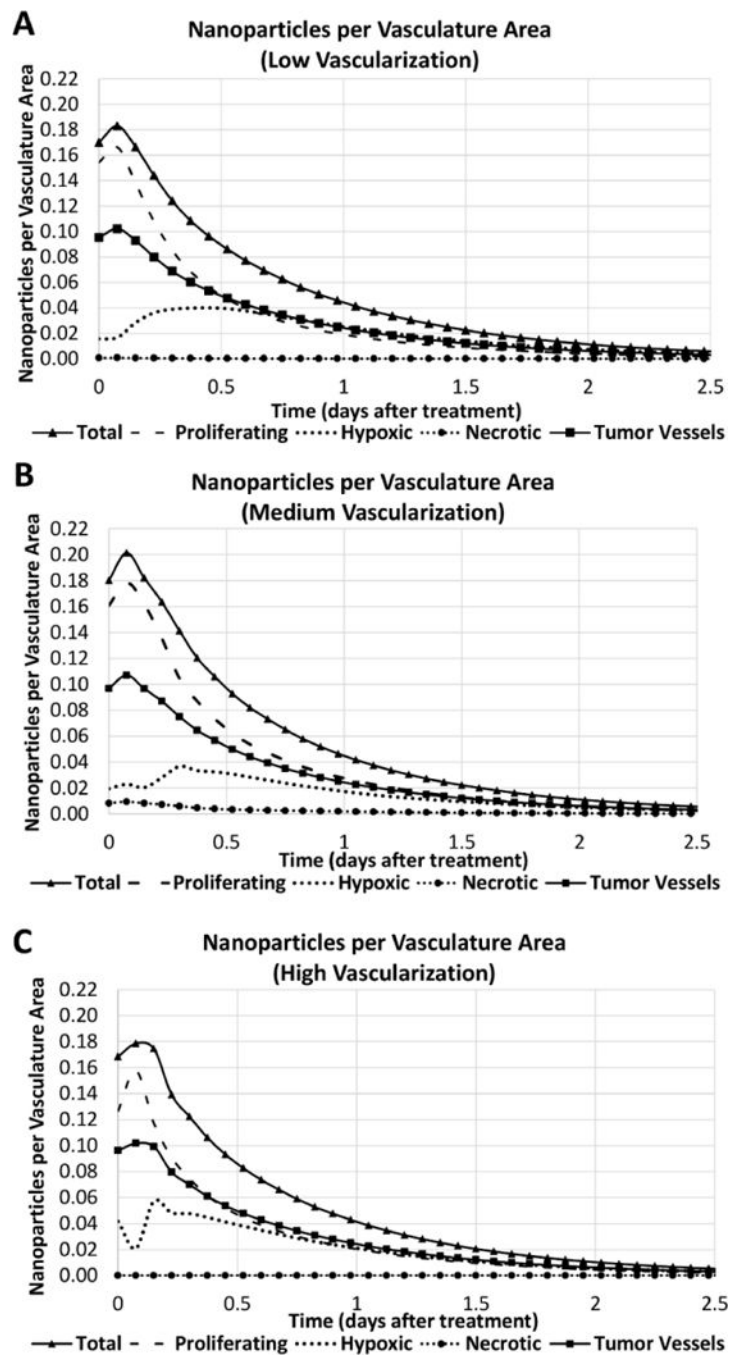 A
Nanoparticles per Vasculature Area
(Low Vascularization)
Nanoparticles per Vasculature Area
0.22
0.20
0.18
0.16
0.14
0.12
0.10
0.08
0.06
0.04
0.02
0.00
0 0.5 1 1.5 2 2.5
Time (days after treatment)
Total Proliferating Hypoxic Necrotic Tumor Vessels
B
Nanoparticles per Vasculature Area
(Medium Vascularization)
Nanoparticles per Vasculature Area
0.22
0.20
0.18
0.16
0.14
0.12
0.10
0.08
0.06
0.04
0.02
0.00
0 0.5 1 1.5 2 2.5
Time (days after treatment)
Total Proliferating Hypoxic Necrotic Tumor Vessels
C
Nanoparticles per Vasculature Area
(High Vascularization)
Nanoparticles per Vasculature Area
0.22
0.20
0.18
0.16
0.14
0.12
0.10
0.08
0.06
0.04
0.02
0.00
0 0.5 1 1.5 2 2.5
Time (days after treatment)
Total Proliferating Hypoxic Necrotic Tumor Vessels